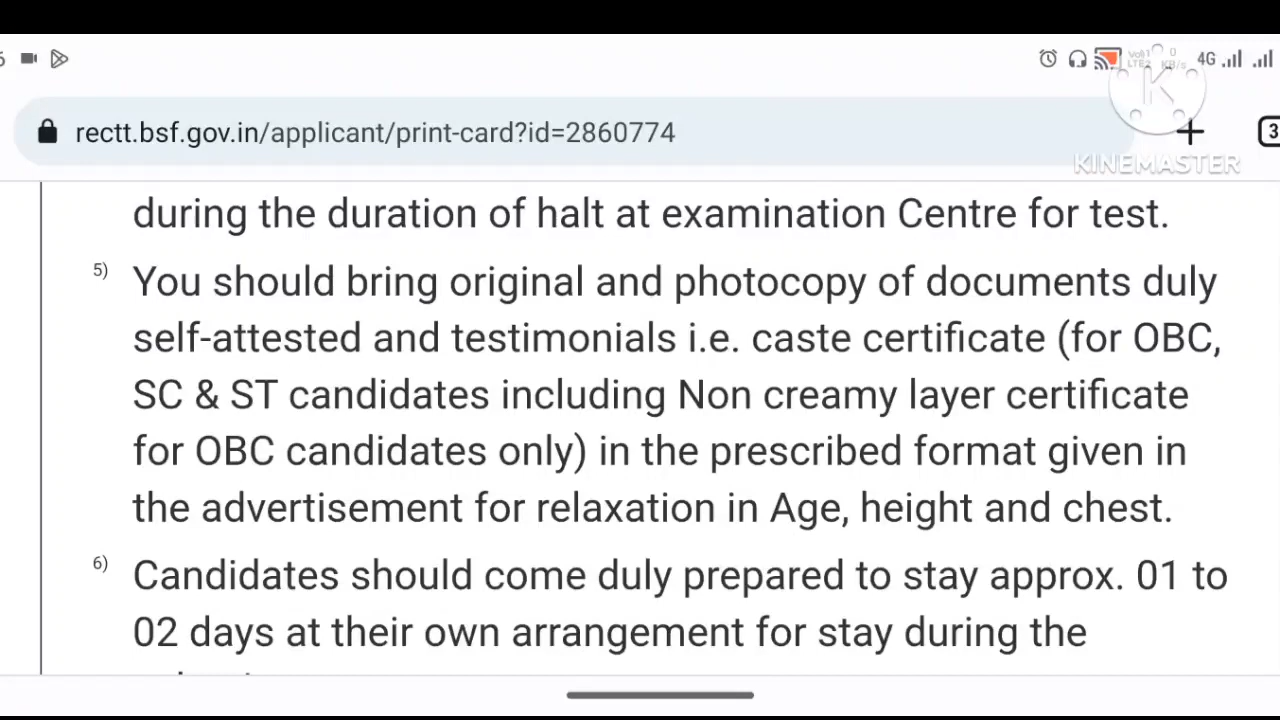 4G
rectt.bsf.gov.in/applicant/print-card?id=2860774
K
KINEMASTER
during the duration of halt at examination Centre for test.
5) You should bring original and photocopy of documents duly
self-attested and testimonials i.e. caste certificate (for OBC,
SC & ST candidates including Non creamy layer certificate
for OBC candidates only) in the prescribed format given in
the advertisement for relaxation in Age, height and chest.
6) Candidates should come duly prepared to stay approx. 01 to
02 days at their own arrangement for stay during the